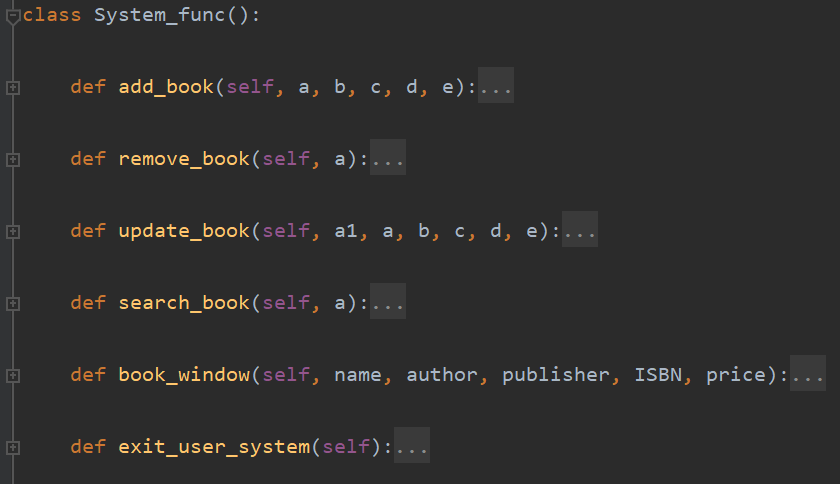 class System_func():
def add_book(self, a, b, c, d, e):...
def remove_book(self, a):...
def update_book(self, a1, a, b, c, d, e):...
def search_book(self, a):...
def book_window(self, name, author, publisher, ISBN, price):...
def exit_user_system(self):...